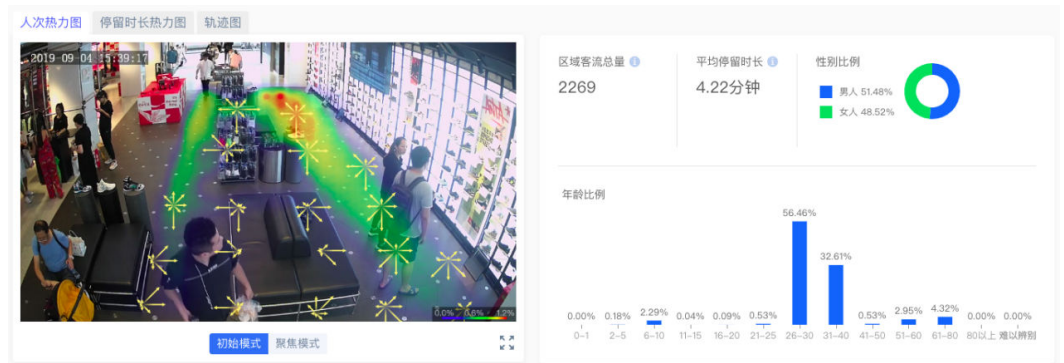 人次热力图 停留时长热力图 轨迹图
2019-09-04 15:39:17
0.0% 0.6% 1.2%
初始模式 聚焦模式
区域客流总量 平均停留时长 性别比例
2269 4.22分钟
男人 51.48%
女人 48.52%
年龄比例
56.46%
32.61%
0.00% 0.18% 2.29% 0.04% 0.09% 0.53% 0.53% 2.95% 4.32% 0.00% 0.00%
0-1 2-5 6-10 11-15 16-20 21-25 26-30 31-40 41-50 51-60 61-80 80以上 难以辨别